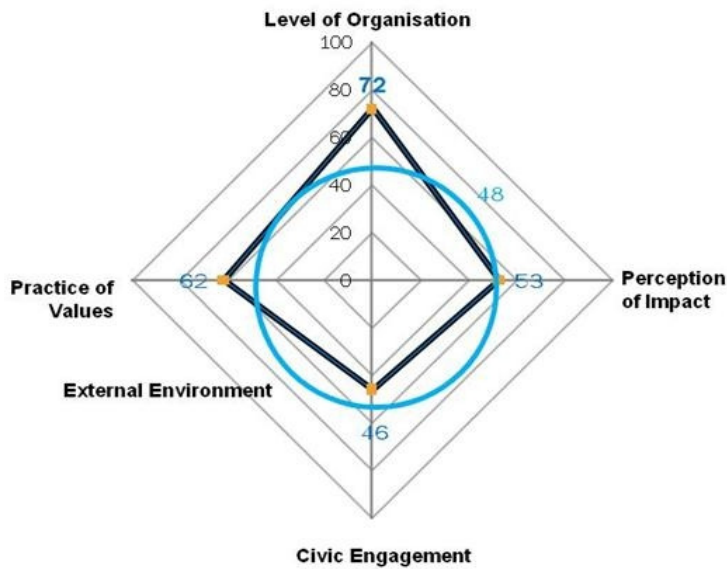 Level of Organisation
100
80
72
60
40
48
20
0
62
53
Practice of
Values
Perception
of Impact
External Environment
46
Civic Engagement